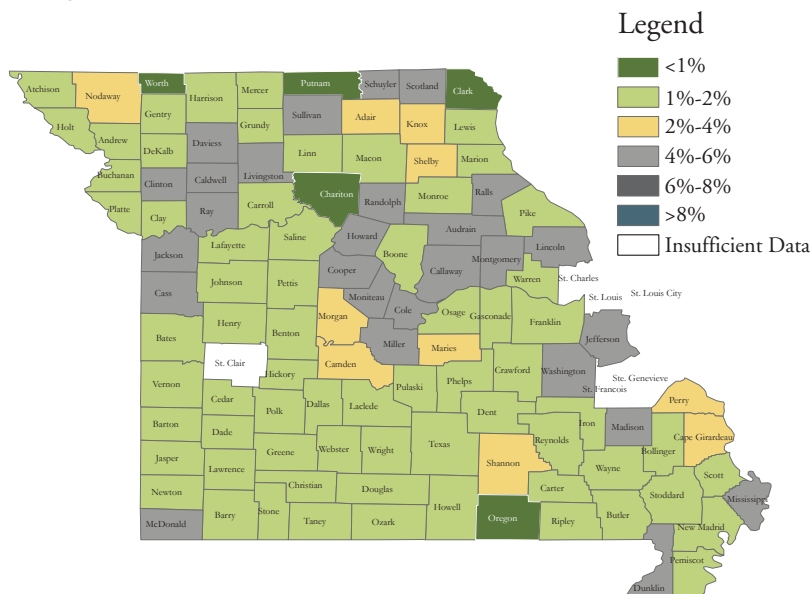 Legend
<1%
1%-2%
2%-4%
4%-6%
6%-8%
>8%
Insufficient Data
Atchison
Nodaway
Worth
Harrison
Mercer
Putnam
Schuyler
Scotland
Clark
Gentry
Sullivan
Adair
Knox
Lewis
Holt
Andrew
Daviess
Grundy
DeKalb
Linn
Macon
Shelby
Marion
Buchanan
Clinton
Caldwell
Livingston
Chariton
Randolph
Monroe
Ralls
Platte
Clay
Ray
Carroll
Pike
Howard
Audrain
Saline
Lafayette
Boone
Lincoln
Jackson
Cooper
Callaway
Montgomery
Warren
St. Charles
Johnson
Pettis
Cass
Moniteau
Cole
St. Louis
St. Louis City
Morgan
Osage
Gasconade
Franklin
Henry
Bates
Benton
Miller
Maries
Jefferson
St. Clair
Camden
Hickory
Pulaski
Phelps
Crawford
Washington
Ste. Genevieve
St. Francois
Vernon
Cedar
Polk
Dallas
Laclede
Dent
Iron
Madison
Perry
Barton
Dade
Greene
Webster
Wright
Texas
Reynolds
Bollinger
Cape Girardeau
Jasper
Lawrence
Shannon
Wayne
Scott
Newton
Christian
Douglas
Carter
Stoddard
Mississippi
McDonald
Barry
Stone
Taney
Ozark
Howell
Oregon
Ripley
Butler
New Madrid
Pemiscot
Dunklin